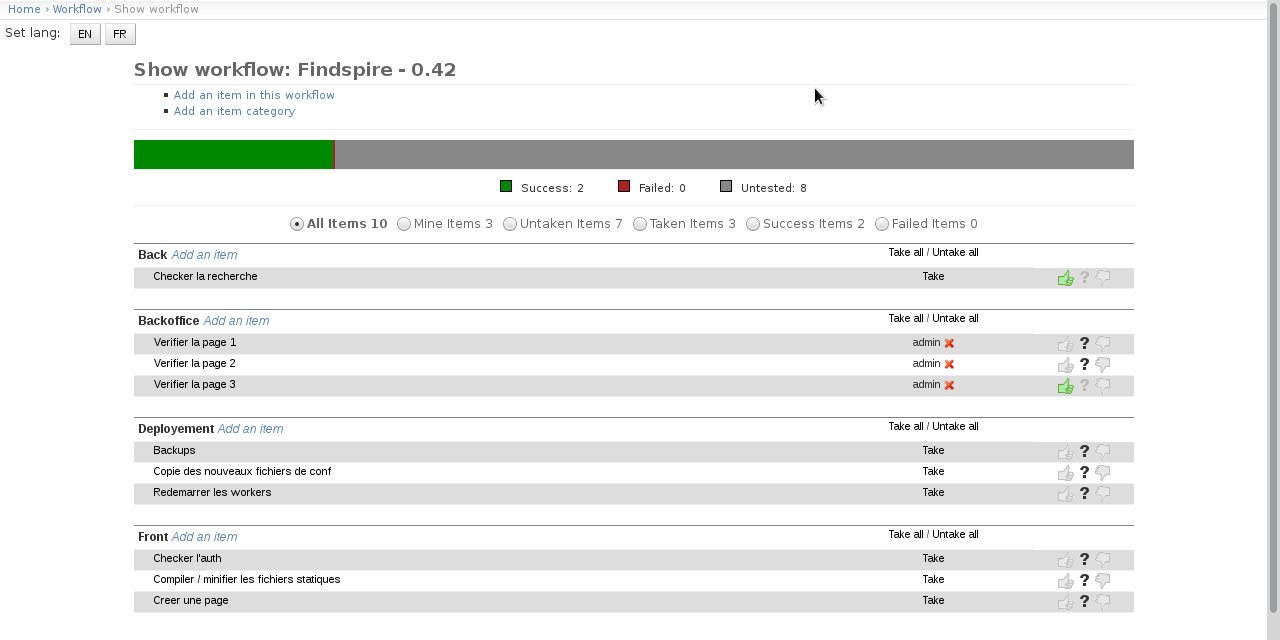 Home › Workflow › Show workflow
Set lang: EN FR
Show workflow: Findspire - 0.42
Add an item in this workflow
Add an item category
Success: 2 Failed: 0 Untested: 8
All Items 10 Mine Items 3 Untaken Items 7 Taken Items 3 Success Items 2 Failed Items 0
Back Add an item Take all / Untake all
Checker la recherche Take ?
Backoffice Add an item Take all / Untake all
Verifier la page 1 admin ?
Verifier la page 2 admin ?
Verifier la page 3 admin ?
Deployement Add an item Take all / Untake all
Backups Take ?
Copie des nouveaux fichiers de conf Take ?
Redemarrer les workers Take ?
Front Add an item Take all / Untake all
Checker l'auth Take ?
Compiler / minifier les fichiers statiques Take ?
Creer une page Take ?